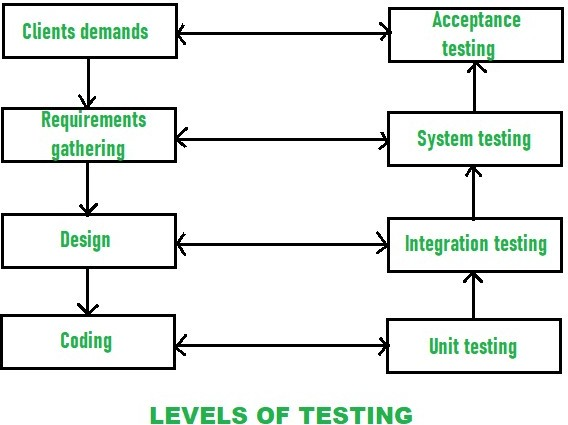 Clients demands
Acceptance
testing
Requirements
gathering
System testing
Design
Integration testing
Coding
Unit testing
LEVELS OF TESTING